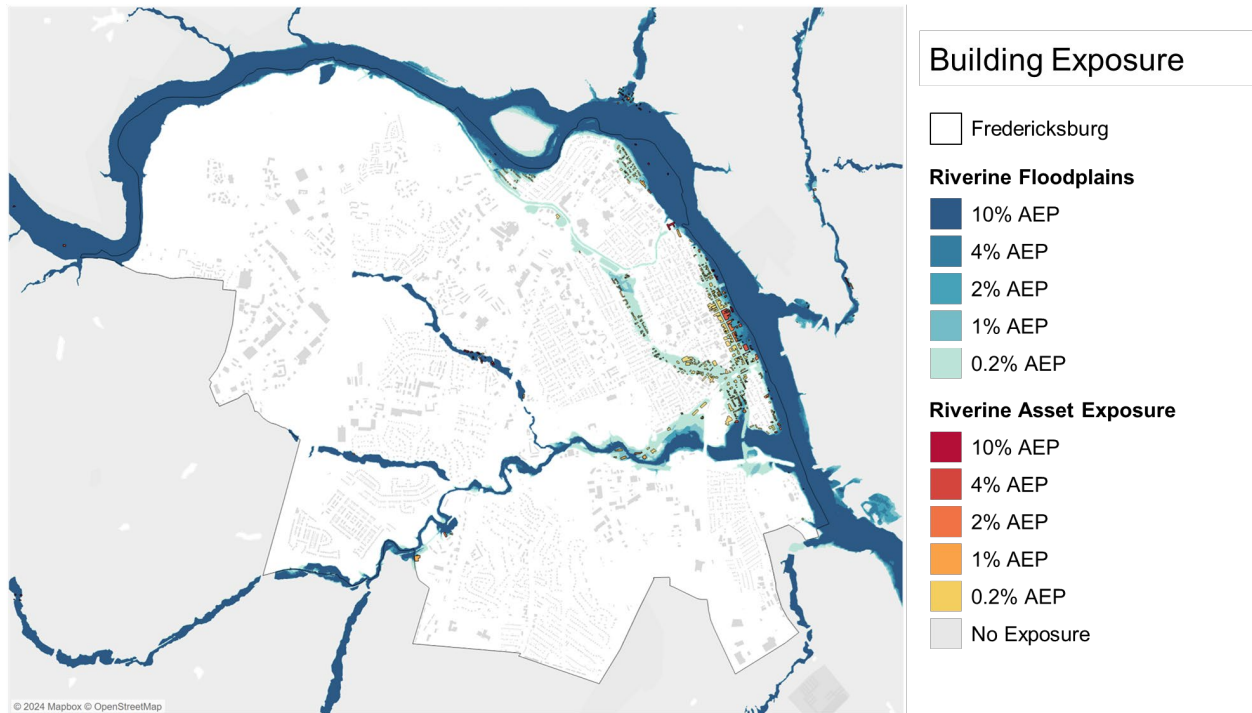 Building Exposure
Fredericksburg
Riverine Floodplains
10% AEP
4% AEP
2% AEP
1% AEP
0.2% AEP
Riverine Asset Exposure
10% AEP
4% AEP
2% AEP
1% AEP
0.2% AEP
No Exposure
© 2024 Mapbox © OpenStreetMap